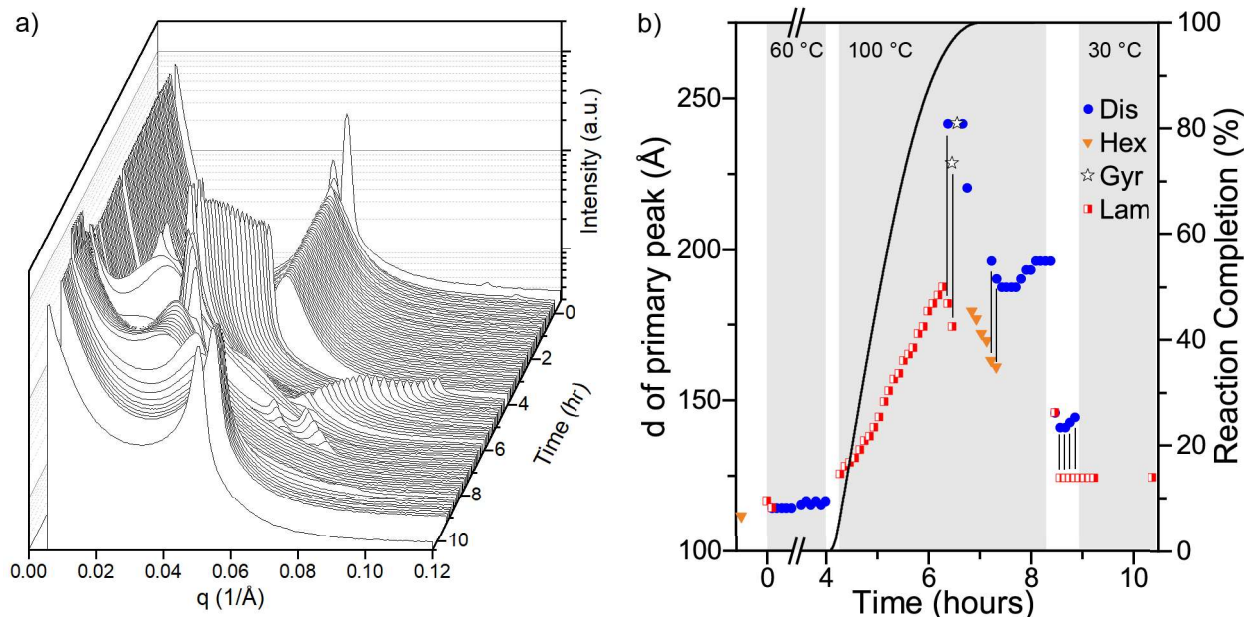 a)
Intensity (a.u.)
0
2
4
6
8
10
Time (hr)
0.00 0.02 0.04 0.06 0.08 0.10 0.12
q (1/Å)
b)
60 °C 100 °C 30 °C
Dis
Hex
Gyr
Lam
250
200
150
100
d of primary peak (Å)
100
80
60
40
20
0
Reaction Completion (%)
0 4 6 8 10
Time (hours)